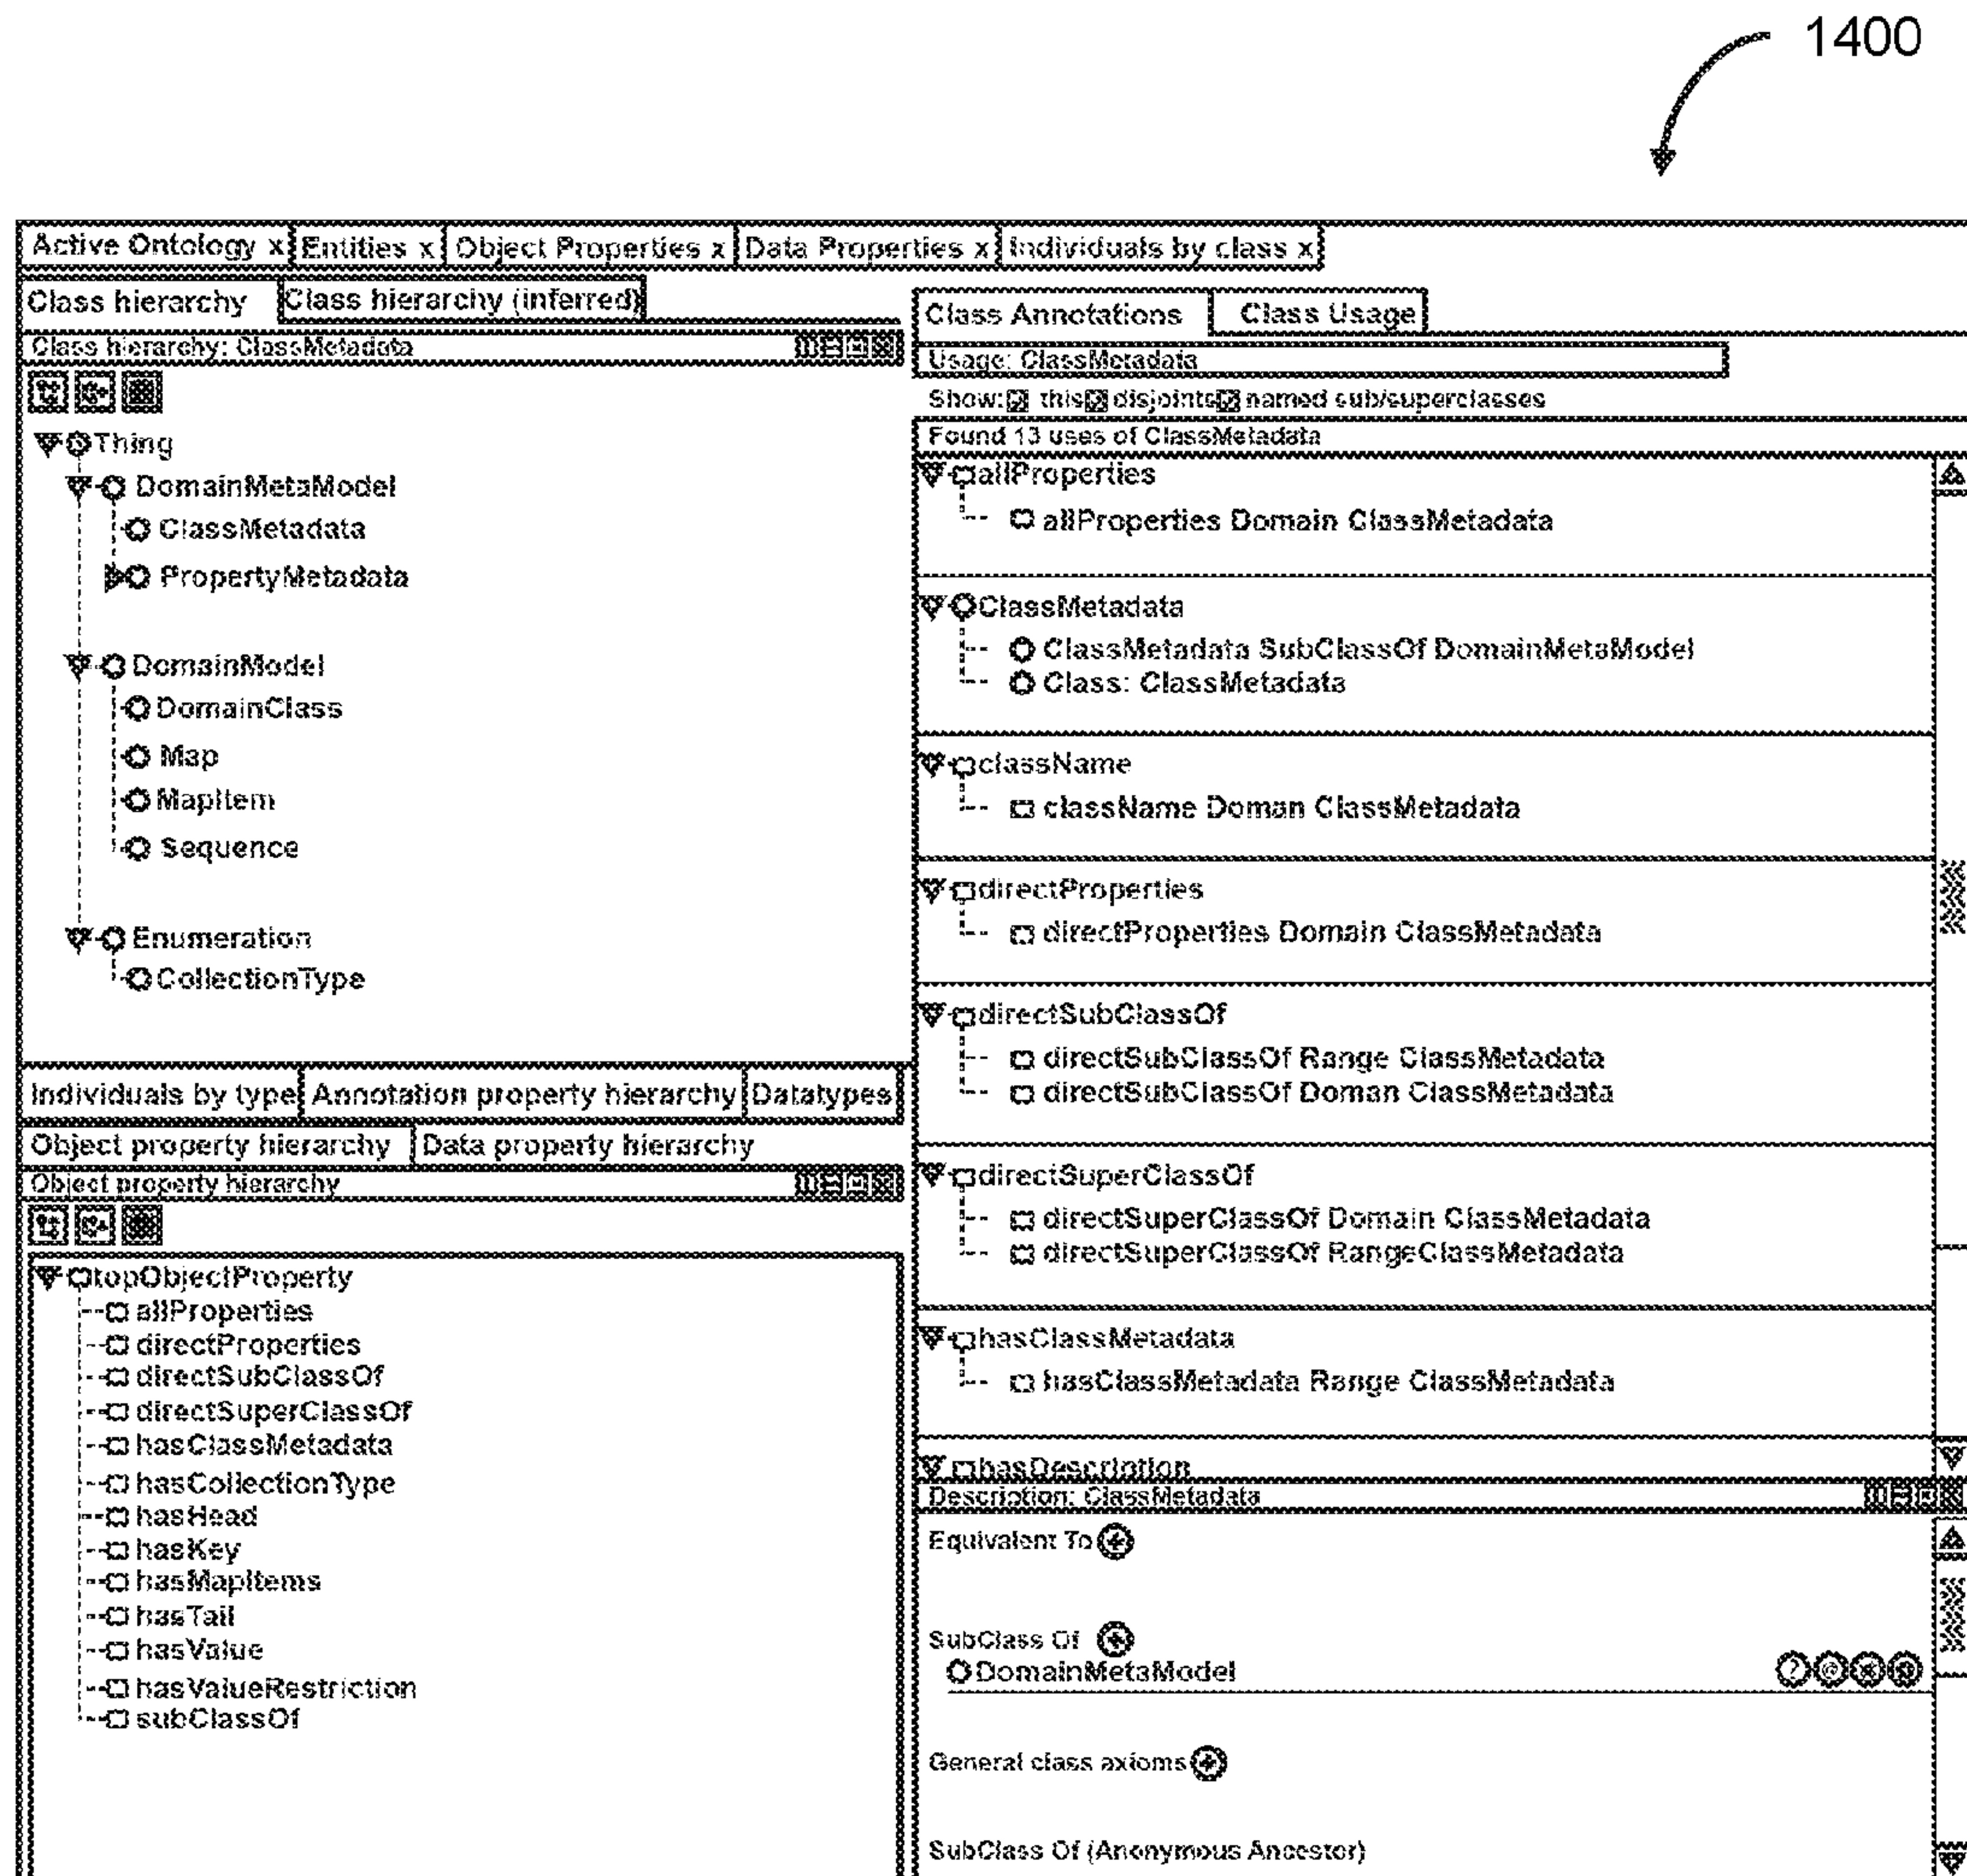 1400
Active Ontology x Entities x Object Properties x Data Properties x Individuals by class x
Class hierarchy Class hierarchy (inferred)
Class hierarchy: ClassMetadata
Thing
DomainMetaModel
ClassMetadata
PropertyMetadata
DomainModel
DomainClass
Map
MapItem
Sequence
Enumeration
CollectionType
Individuals by type Annotation property hierarchy Datatypes
Object property hierarchy Data property hierarchy
Object property hierarchy
topObjectProperty
allProperties
directProperties
directSubClassOf
directSuperClassOf
hasClassMetadata
hasCollectionType
hasHead
hasKey
hasMapItems
hasTail
hasValue
hasValueRestriction
subClassOf
Class Annotations Class Usage
Usage: ClassMetadata
Show: this disjoints named sub/superclasses
Found 13 uses of ClassMetadata
allProperties
allProperties Domain ClassMetadata
ClassMetadata
ClassMetadata SubClassOf DomainMetaModel
Class: ClassMetadata
className
className Doman ClassMetadata
directProperties
directProperties Domain ClassMetadata
directSubClassOf
directSubClassOf Range ClassMetadata
directSubClassOf Doman ClassMetadata
directSuperClassOf
directSuperClassOf Domain ClassMetadata
directSuperClassOf RangeClassMetadata
hasClassMetadata
hasClassMetadata Range ClassMetadata
hasDescription
Description: ClassMetadata
Equivalent To
SubClass Of
DomainMetaModel
General class axioms
SubClass Of (Anonymous Ancestor)